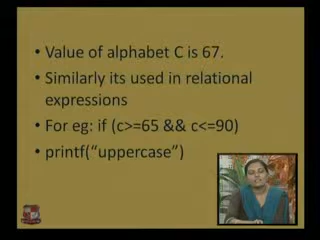 • Value of alphabet C is 67.
• Similarly its used in relational
expressions
• For eg: if (c>=65 && c<=90)
• printf(“uppercase”)